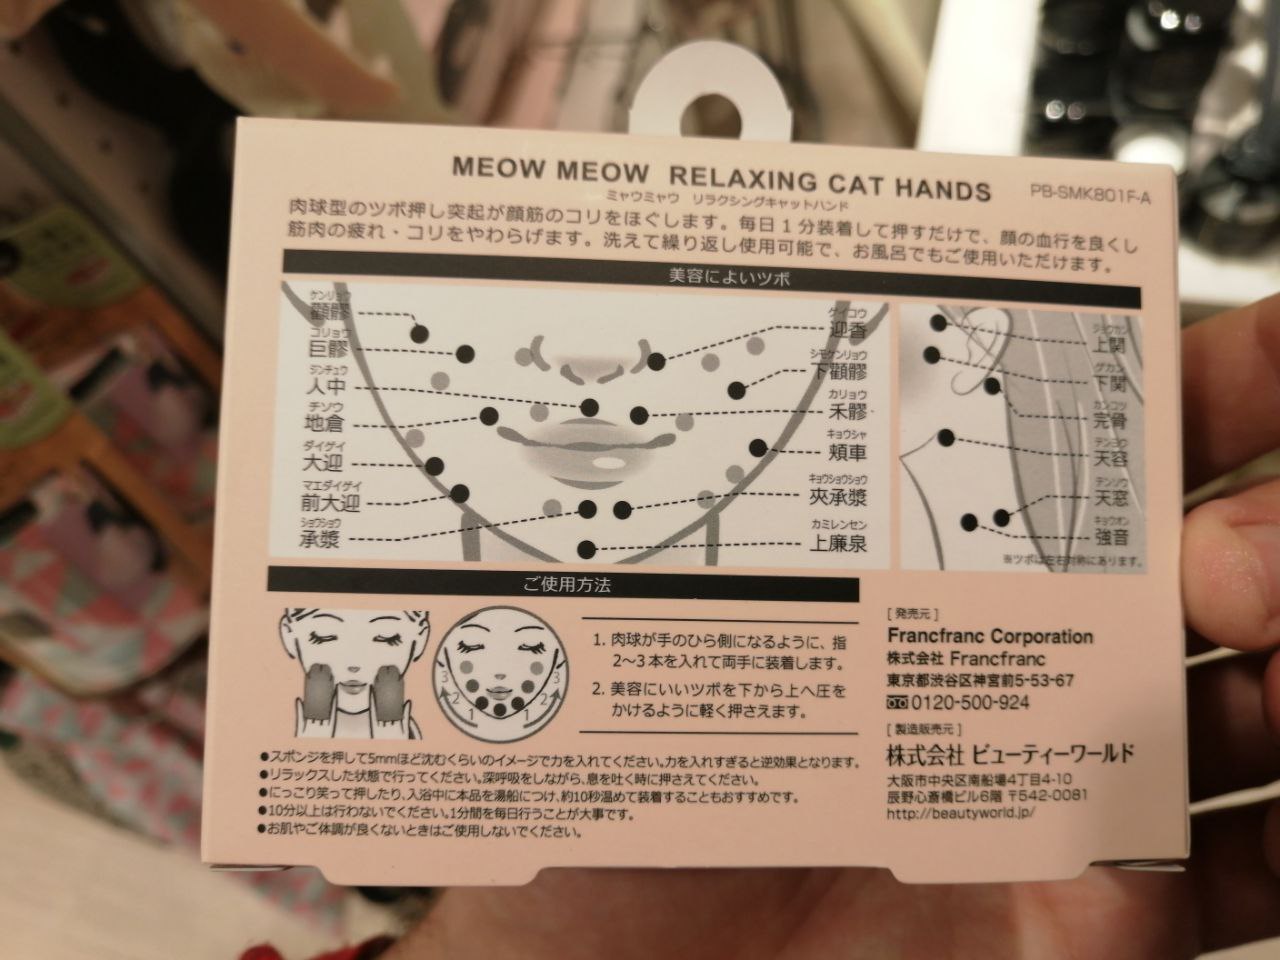 MEOW MEOW RELAXING CAT HANDS
PB-SMK801F-A
ミャウミャウ リラクシングキャットハンド
肉球型のツボ押し突起が顔筋のコリをほぐします。毎日1分装着して押すだけで、顔の血行を良くし
筋肉の疲れ・コリをやわらげます。洗えて繰り返し使用可能で、お風呂でもご使用いただけます。
美容によいツボ
ケンリョウ
顴髎
コリョウ
巨髎
ジンチュウ
人中
チソウ
地倉
ダイゲイ
大迎
マエダイゲイ
前大迎
ショウショウ
承漿
ゲイコウ
迎香
シモケンリョウ
下顴髎
カリョウ
禾髎
キョウシャ
頬車
キョウショウショウ
夾承漿
カミレンセン
上廉泉
ジョウカン
上関
ゲカン
下関
カンコツ
完骨
テンヨウ
天容
テンソウ
天窓
キョウオン
強音
※ツボは左右対称にあります。
ご使用方法
1 2 3
1 2 3
1. 肉球が手のひら側になるように、指
2〜3本を入れて両手に装着します。
2. 美容にいいツボを下から上へ圧を
かけるように軽く押さえます。
●スポンジを押して5mmほど沈むくらいのイメージで力を入れてください。力を入れすぎると逆効果となります。
●リラックスした状態で行ってください。深呼吸をしながら、息を吐く時に押さえてください。
●にっこり笑って押したり、入浴中に本品を湯船につけ、約10秒温めて装着することもおすすめです。
●10分以上は行わないでください。1分間を毎日行うことが大事です。
●お肌やご体調が良くないときはご使用しないでください。
[ 発売元 ]
Francfranc Corporation
株式会社 Francfranc
東京都渋谷区神宮前5-53-67
0120-500-924
[ 製造販売元 ]
株式会社 ビューティーワールド
大阪市中央区南船場4丁目4-10
辰野心斎橋ビル6階 〒542-0081
http://beautyworld.jp/